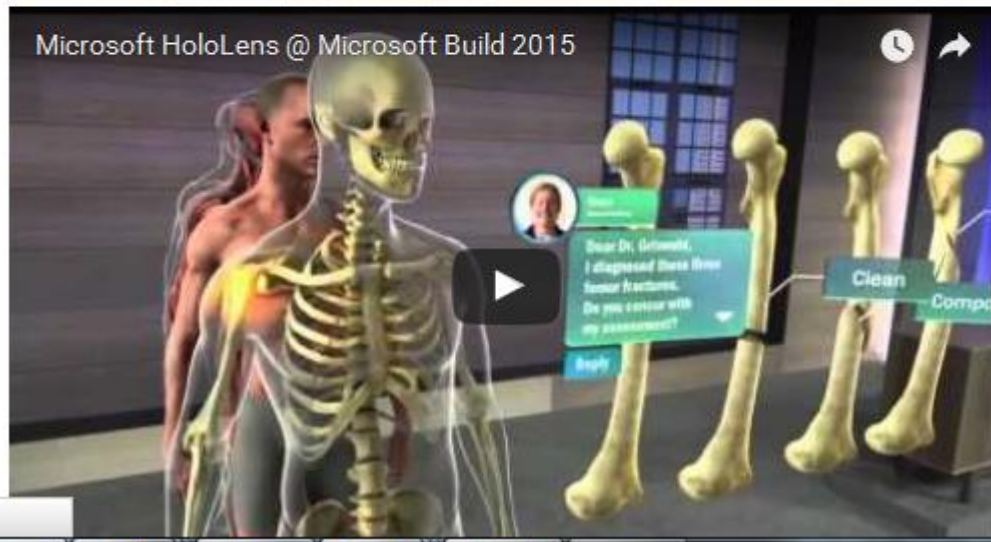 Microsoft HoloLens @ Microsoft Build 2015
Dear Dr. Griswold,
I diagnosed these three
femur fractures.
Do you concur with
my assessment?
Reply
Clean
Compo